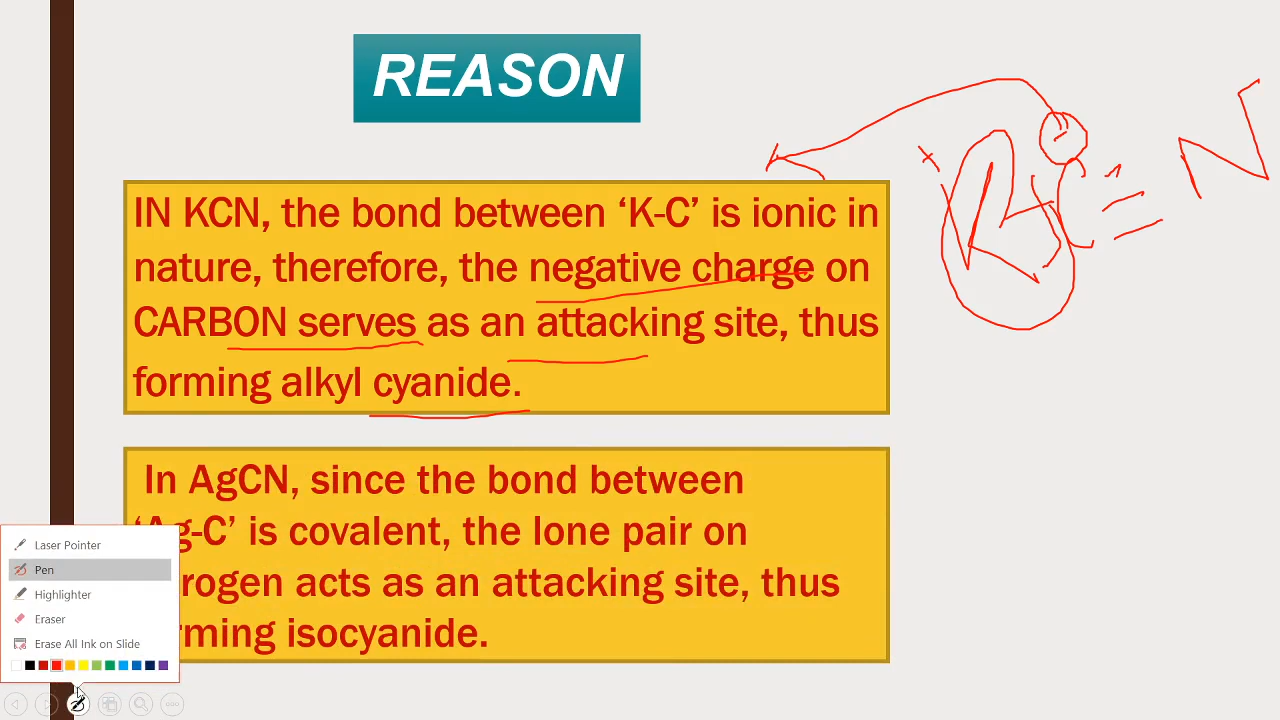 REASON
IN KCN, the bond between ‘K-C’ is ionic in
nature, therefore, the negative charge on
CARBON serves as an attacking site, thus
forming alkyl cyanide.
K C ≡ N
In AgCN, since the bond between
‘Ag-C’ is covalent, the lone pair on
rogen acts as an attacking site, thus
rming isocyanide.
Laser Pointer
Pen
Highlighter
Eraser
Erase All Ink on Slide